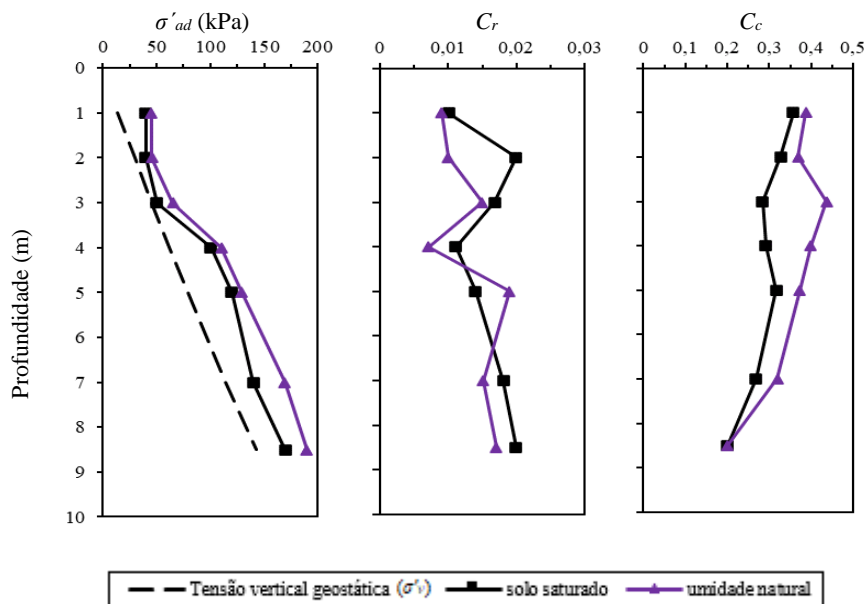 σ´ad (kPa)
0 50 100 150 200
Cr
0 0,01 0,02 0,03
Cc
0 0,1 0,2 0,3 0,4 0,5
Profundidade (m)
0
1
2
3
4
5
6
7
8
9
10
Tensão vertical geostática (σ'v) solo saturado umidade natural